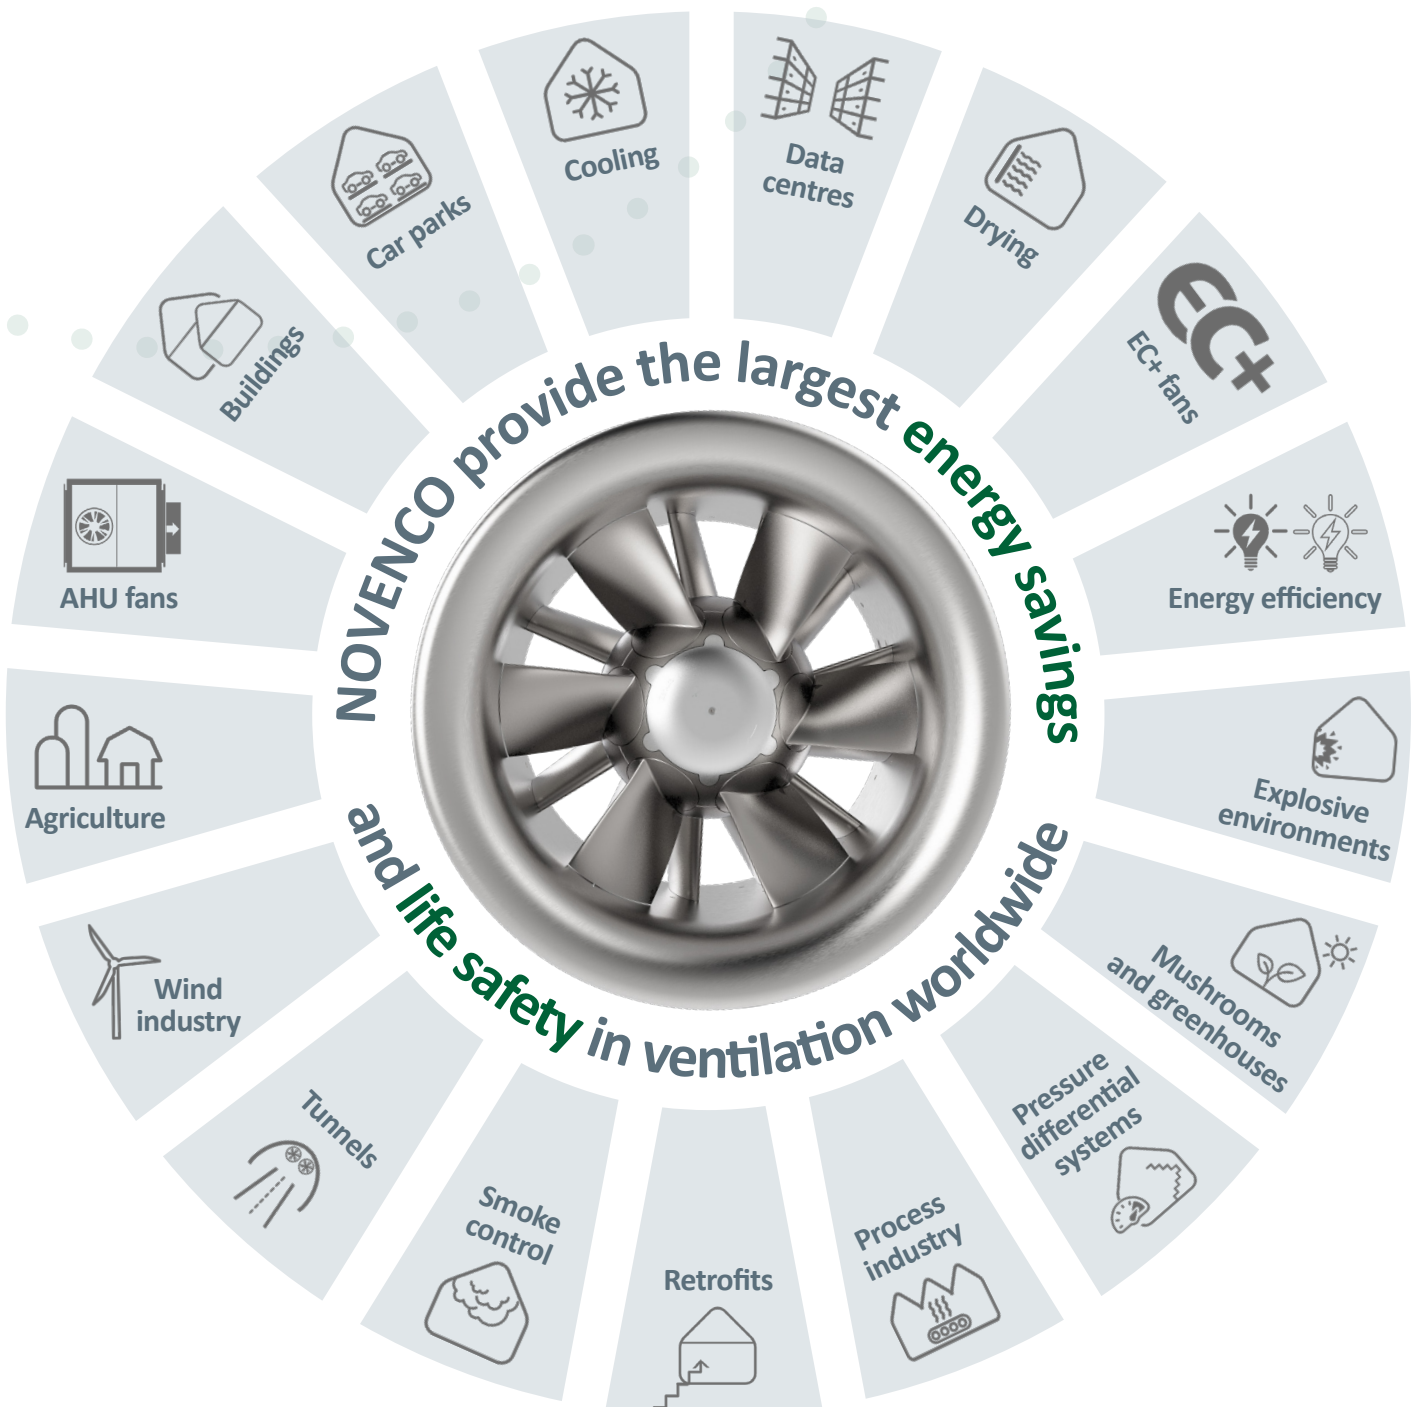 NOVENCO provide the largest energy savings
and life safety in ventilation worldwide
Cooling
Data
centres
Drying
EC+
EC+ fans
Energy efficiency
Explosive
environments
Mushrooms
and greenhouses
Pressure
differential
systems
Process
industry
Retrofits
Smoke
control
Tunnels
Wind
industry
Agriculture
AHU fans
Buildings
Car parks